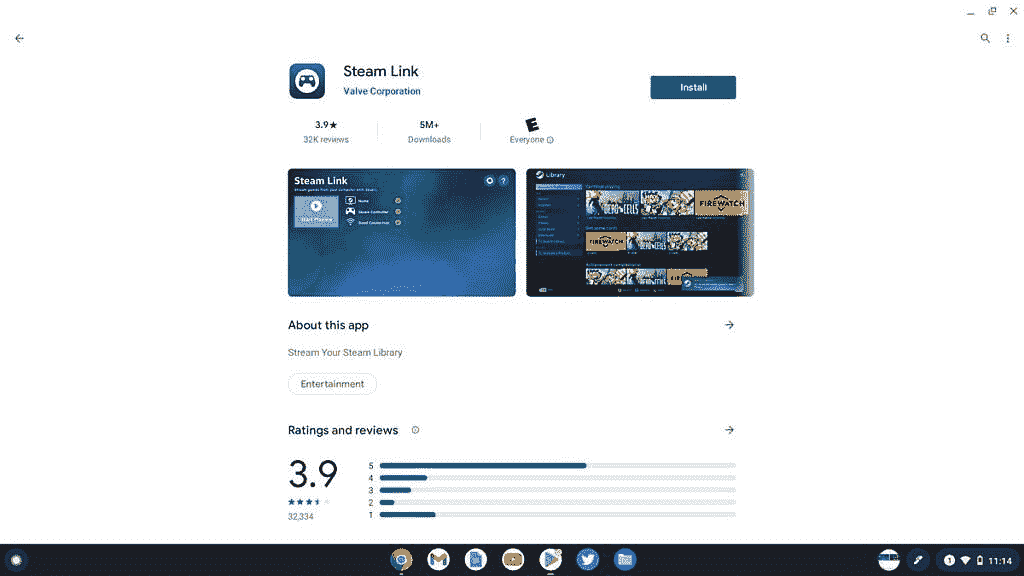 Steam Link
Valve Corporation
Install
3.9★
32K reviews
5M+
Downloads
E
Everyone
Steam Link
Library
DEAD CELLS
FIREWATCH
FIREWATCH
About this app
Stream Your Steam Library
Entertainment
Ratings and reviews
3.9
32,334
5
4
3
2
1
1
11:14